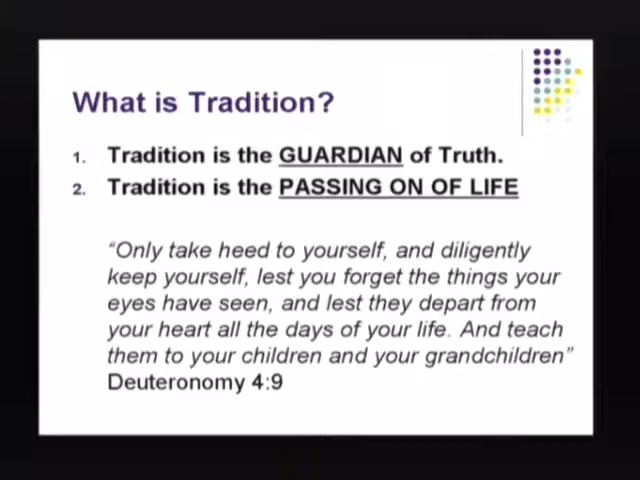 What is Tradition?
1. Tradition is the GUARDIAN of Truth.
2. Tradition is the PASSING ON OF LIFE
“Only take heed to yourself, and diligently
keep yourself, lest you forget the things your
eyes have seen, and lest they depart from
your heart all the days of your life. And teach
them to your children and your grandchildren”
Deuteronomy 4:9